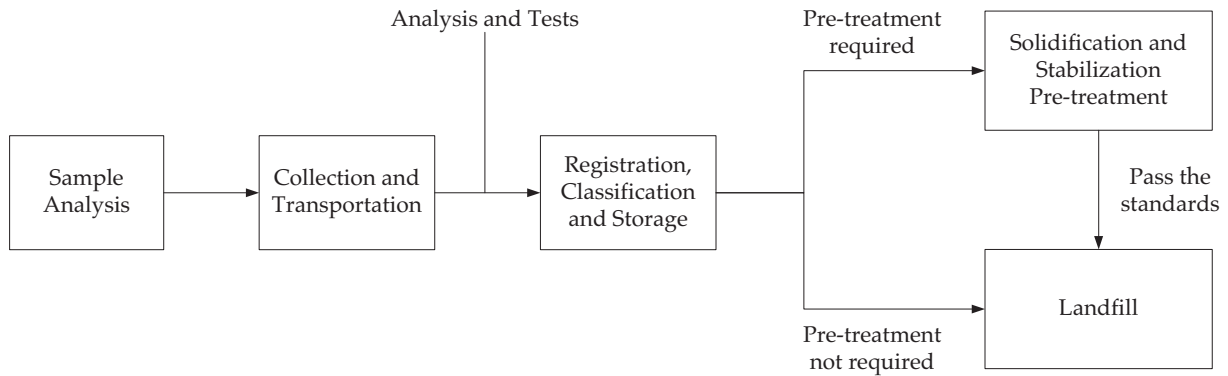 Analysis and Tests
Pre-treatment
required
Solidification and
Stabilization
Pre-treatment
Sample
Analysis
Collection and
Transportation
Registration,
Classification
and Storage
Pass the
standards
Landfill
Pre-treatment
not required